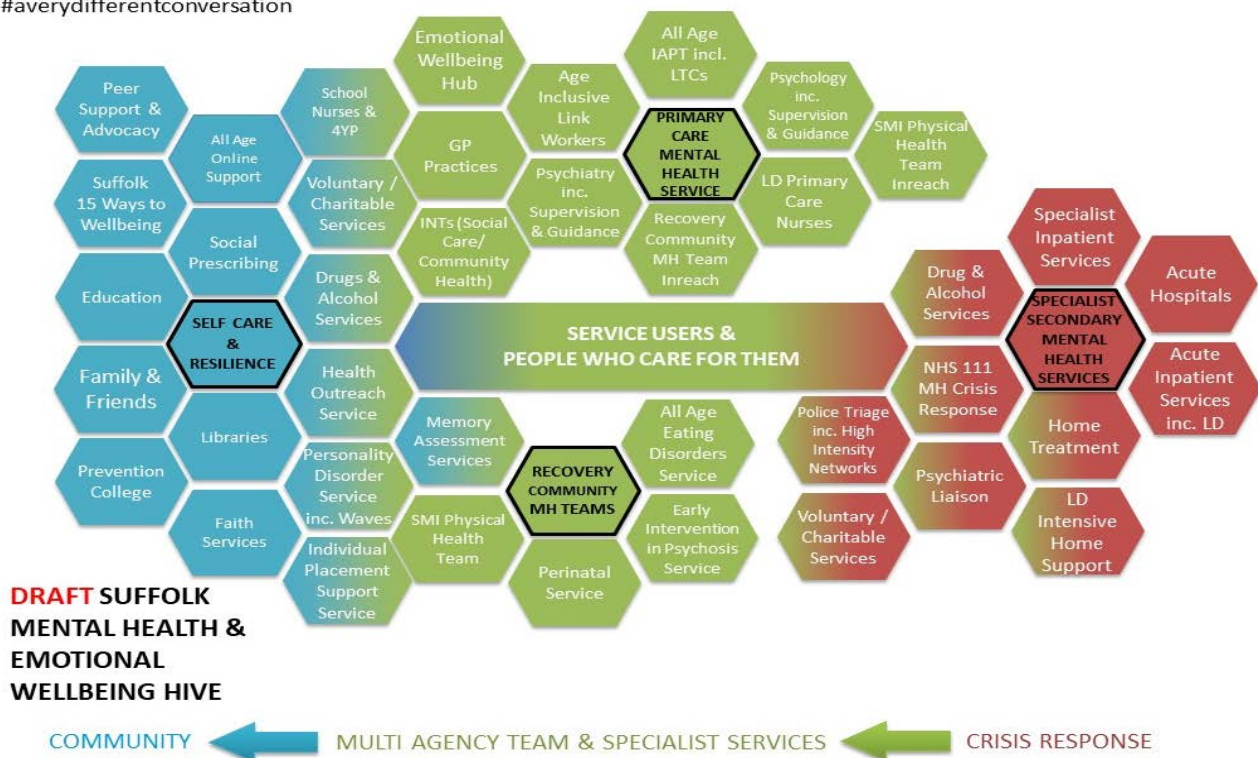 #averydifferentconversation
Peer
Support &
Advocacy
All Age
Online
Support
School
Nurses &
4YP
Emotional
Wellbeing
Hub
Age
Inclusive
Link
Workers
All Age
IAPT incl.
LTCs
Psychology
inc.
Supervision
& Guidance
SMI Physical
Health
Team
Inreach
PRIMARY
CARE
MENTAL
HEALTH
SERVICE
GP
Practices
Suffolk
15 Ways to
Wellbeing
Voluntary /
Charitable
Services
Psychiatry
inc.
Supervision
& Guidance
LD Primary
Care
Nurses
Social
Prescribing
INTs (Social
Care/
Community
Health)
Recovery
Community
MH Team
Inreach
Specialist
Inpatient
Services
Education
Drugs &
Alcohol
Services
Drug &
Alcohol
Services
Acute
Hospitals
SELF CARE
&
RESILIENCE
SERVICE USERS &
PEOPLE WHO CARE FOR THEM
SPECIALIST
SECONDARY
MENTAL
HEALTH
SERVICES
Family &
Friends
Health
Outreach
Service
NHS 111
MH Crisis
Response
Acute
Inpatient
Services
inc. LD
Libraries
Memory
Assessment
Services
All Age
Eating
Disorders
Service
Police Triage
inc. High
Intensity
Networks
Home
Treatment
Prevention
College
Personality
Disorder
Service
inc. Waves
RECOVERY
COMMUNITY
MH TEAMS
Psychiatric
Liaison
Faith
Services
SMI Physical
Health
Team
Early
Intervention
in Psychosis
Service
Voluntary /
Charitable
Services
LD
Intensive
Home
Support
Individual
Placement
Support
Service
Perinatal
Service
DRAFT SUFFOLK
MENTAL HEALTH &
EMOTIONAL
WELLBEING HIVE
COMMUNITY
MULTI AGENCY TEAM & SPECIALIST SERVICES
CRISIS RESPONSE